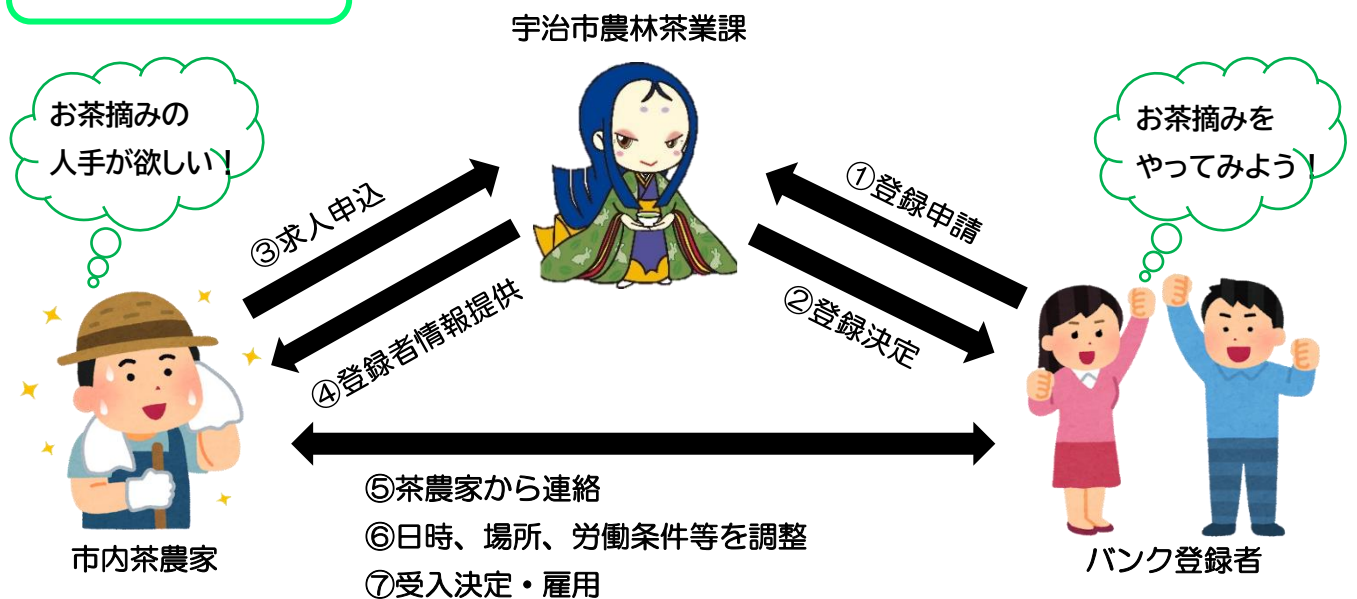 宇治市農林茶業課
お茶摘みの
人手が欲しい!
お茶摘みを
やってみよう!
③求人申込
④登録者情報提供
①登録申請
②登録決定
⑤茶農家から連絡
⑥日時、場所、労働条件等を調整
⑦受入決定・雇用
市内茶農家
バンク登録者